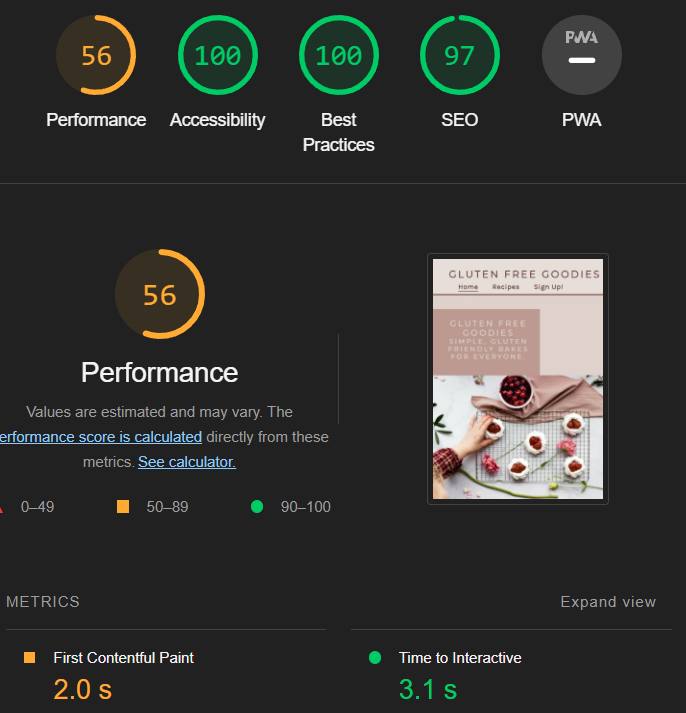 56
100
100
97
PWA
Performance
Accessibility
Best
Practices
SEO
PWA
56
Performance
Values are estimated and may vary. The
erformance score is calculated directly from these
metrics. See calculator.
0–49
50–89
90–100
GLUTEN FREE GOODIES
Home Recipes Sign Up!
GLUTEN FREE
GOODIES
SIMPLE, GLUTEN
FRIENDLY BAKES
FOR EVERYONE.
METRICS
Expand view
First Contentful Paint
2.0 s
Time to Interactive
3.1 s